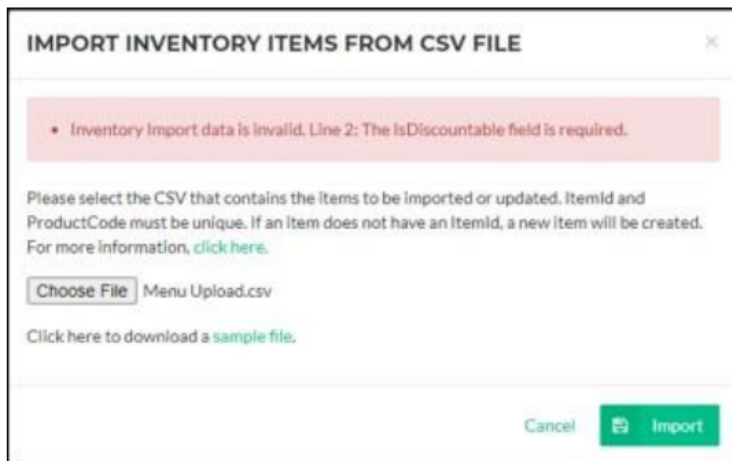 IMPORT INVENTORY ITEMS FROM CSV FILE ×
• Inventory Import data is invalid. Line 2: The IsDiscountable field is required.
Please select the CSV that contains the items to be imported or updated. ItemId and
ProductCode must be unique. If an item does not have an ItemId, a new item will be created.
For more information, click here.
Choose File Menu Upload.csv
Click here to download a sample file.
Cancel Import